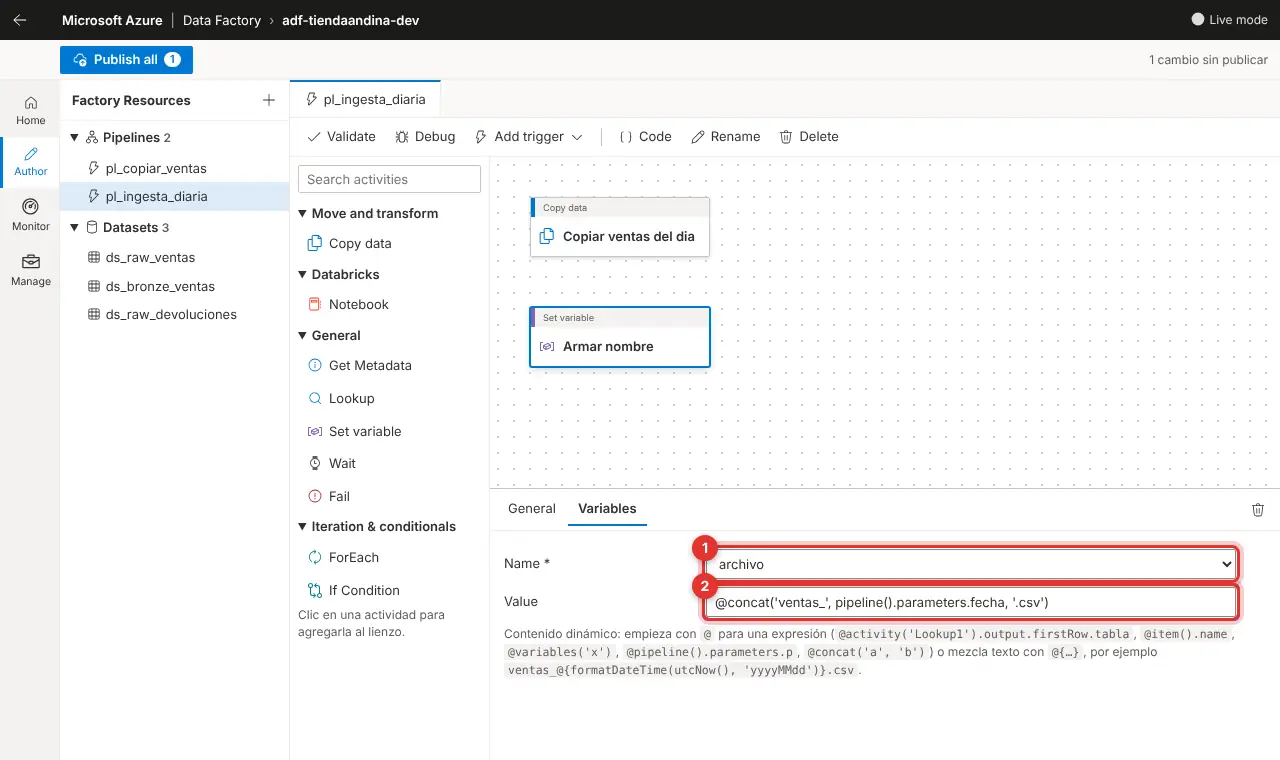 Microsoft Azure | Data Factory › adf-tiendaandina-dev
Live mode
Publish all 1
1 cambio sin publicar
Home
Author
Monitor
Manage
Factory Resources
Pipelines 2
pl_copiar_ventas
pl_ingesta_diaria
Datasets 3
ds_raw_ventas
ds_bronze_ventas
ds_raw_devoluciones
pl_ingesta_diaria
Validate Debug Add trigger Code Rename Delete
Search activities
Move and transform
Copy data
Databricks
Notebook
General
Get Metadata
Lookup
Set variable
Wait
Fail
Iteration & conditionals
ForEach
If Condition
Clic en una actividad para
agregarla al lienzo.
Copy data
Copiar ventas del dia
Set variable
Armar nombre
General Variables
1
Name * archivo
2
Value @concat('ventas_', pipeline().parameters.fecha, '.csv')
Contenido dinámico: empieza con @ para una expresión ( @activity('Lookup1').output.firstRow.tabla , @item().name ,
@variables('x') , @pipeline().parameters.p , @concat('a', 'b') ) o mezcla texto con @{…} , por ejemplo
ventas_@{formatDateTime(utcNow(), 'yyyyMMdd')}.csv .